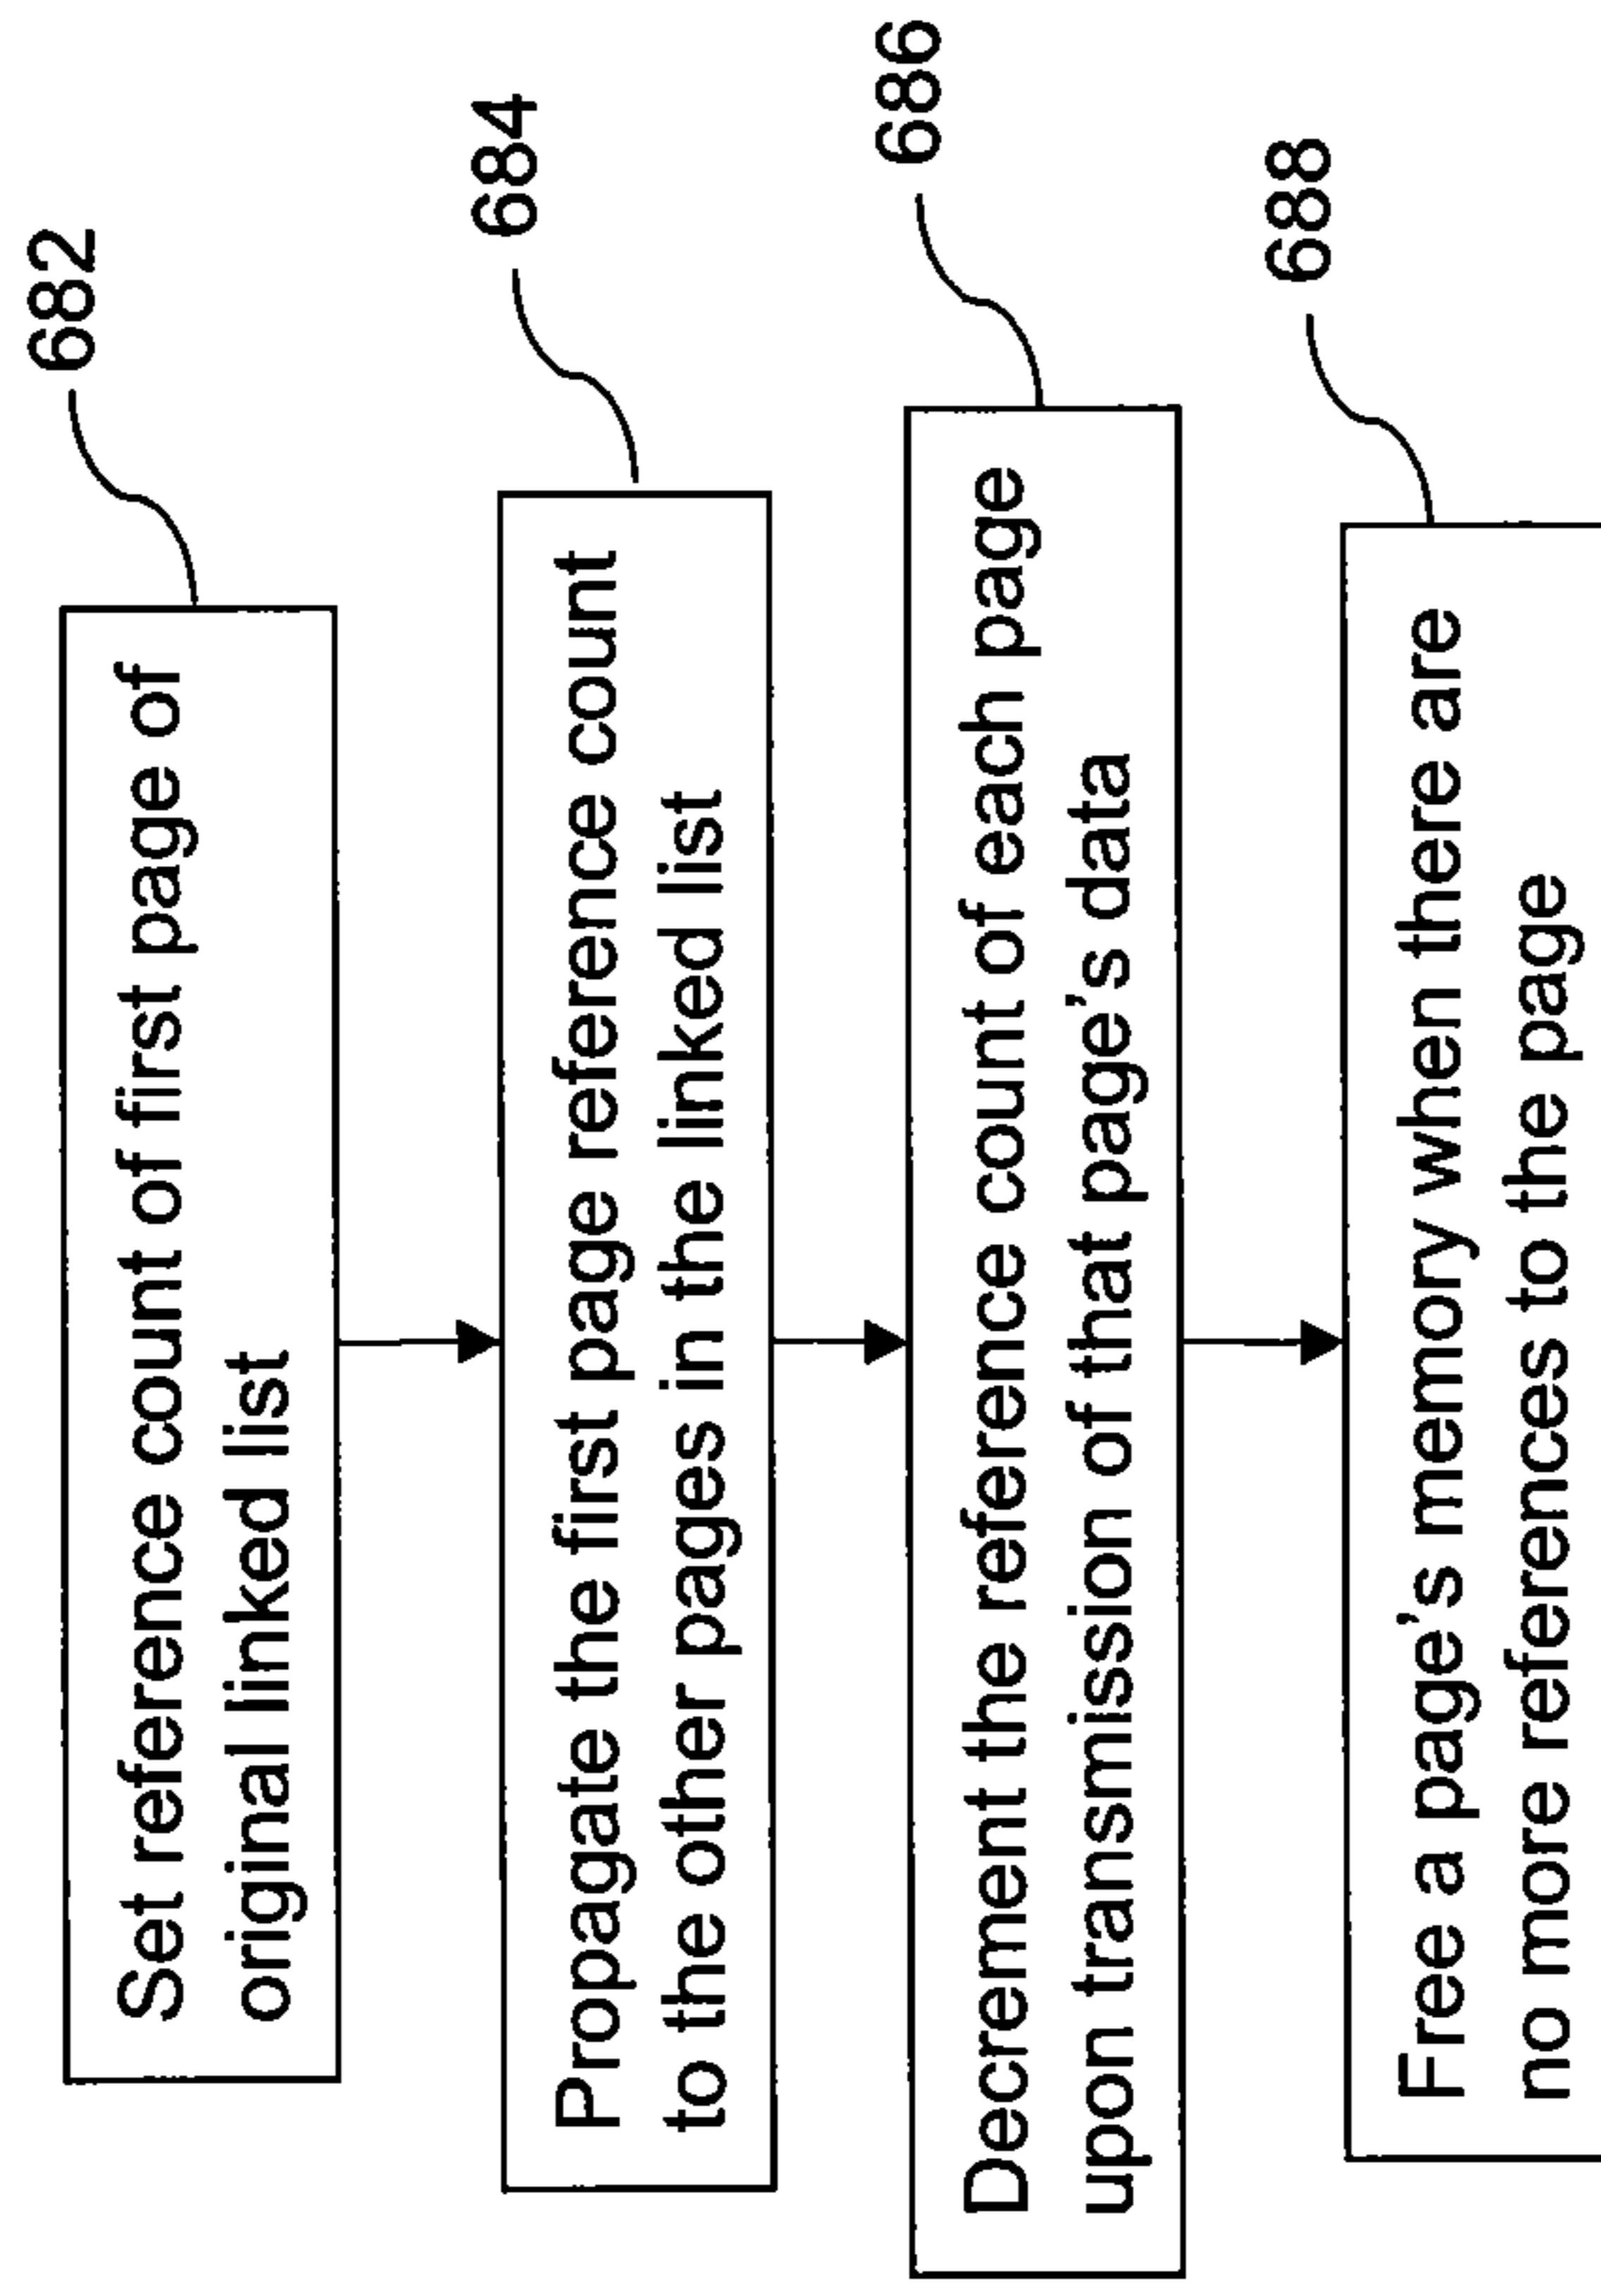 682
Set reference count of first page of
original linked list
684
Propagate the first page reference count
to the other pages in the linked list
686
Decrement the reference count of each page
upon transmission of that page's data
688
Free a page's memory when there are
no more references to the page